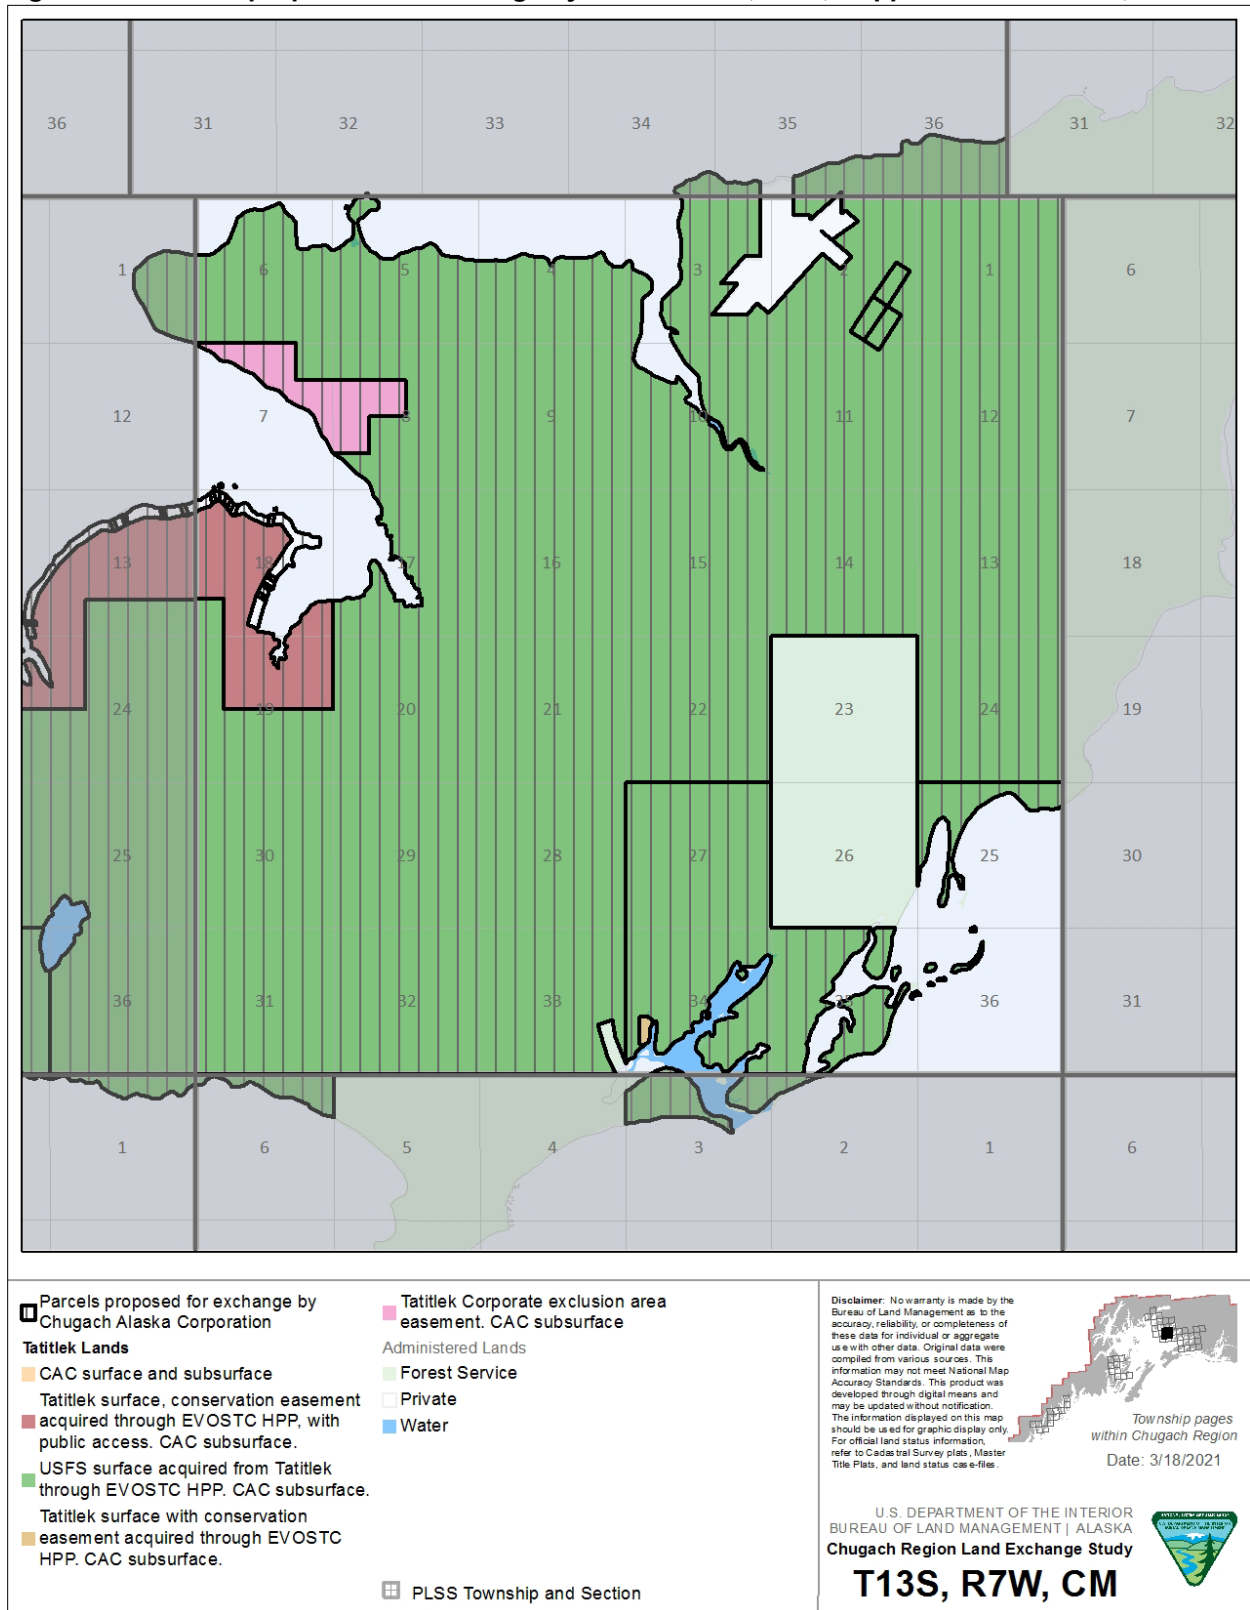 36 31 32 33 34 35 36 31 32
1 6 5 4 3 2 1 6
12 7 8 9 10 11 12 7
13 18 17 16 15 14 13 18
24 19 20 21 22 23 24 19
25 30 29 28 27 26 25 30
36 31 32 33 34 35 36 31
1 6 5 4 3 2 1 6
Parcels proposed for exchange by
Chugach Alaska Corporation
Tatitlek Lands
CAC surface and subsurface
Tatitlek surface, conservation easement
acquired through EVOSTC HPP, with
public access. CAC subsurface.
USFS surface acquired from Tatitlek
through EVOSTC HPP. CAC subsurface.
Tatitlek surface with conservation
easement acquired through EVOSTC
HPP. CAC subsurface.
Tatitlek Corporate exclusion area
easement. CAC subsurface
Administered Lands
Forest Service
Private
Water
PLSS Township and Section
Disclaimer: No warranty is made by the
Bureau of Land Management as to the
accuracy, reliability, or completeness of
these data for individual or aggregate
use with other data. Original data were
compiled from various sources. This
information may not meet National Map
Accuracy Standards. This product was
developed through digital means and
may be updated without notification.
The information displayed on this map
should be used for graphic display only.
For official land status information,
refer to Cadastral Survey plats, Master
Title Plats, and land status case-files.
Township pages
within Chugach Region
Date: 3/18/2021
U.S. DEPARTMENT OF THE INTERIOR
BUREAU OF LAND MANAGEMENT | ALASKA
Chugach Region Land Exchange Study
T13S, R7W, CM